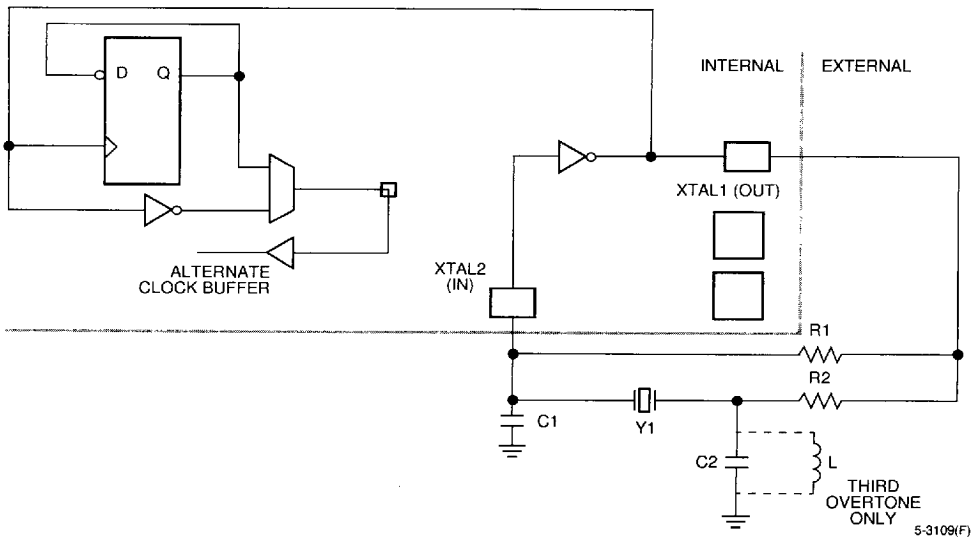 D Q
INTERNAL
EXTERNAL
XTAL1 (OUT)
ALTERNATE
CLOCK BUFFER
XTAL2
(IN)
R1
R2
C1
Y1
C2
L
THIRD
OVERTONE
ONLY
5-3109(F)